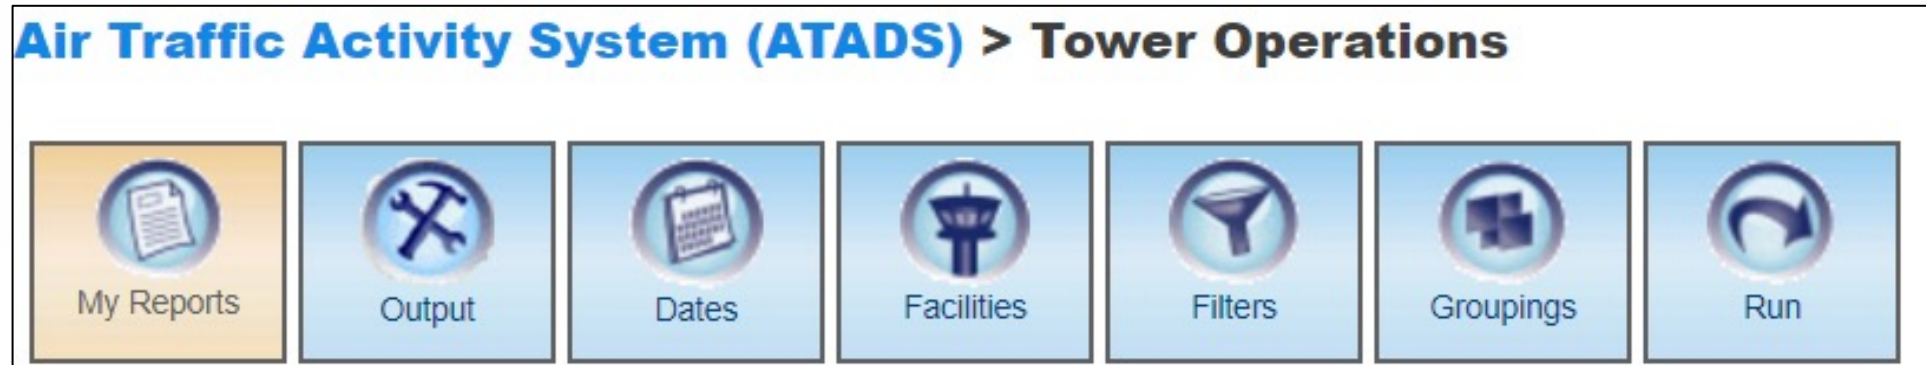 Air Traffic Activity System (ATADS) > Tower Operations
My Reports Output Dates Facilities Filters Groupings Run